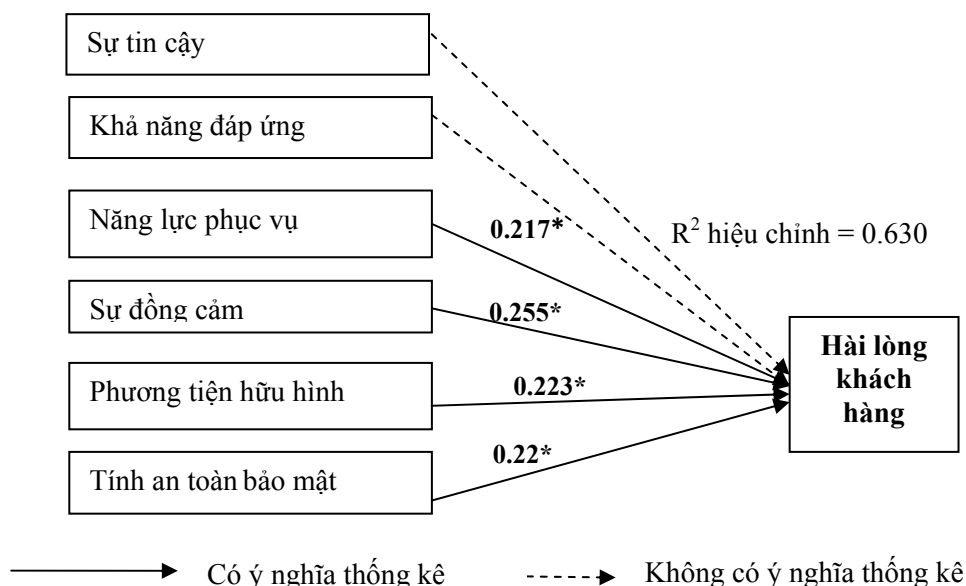 Sự tin cậy
Khả năng đáp ứng
Năng lực phục vụ
0.217*
R² hiệu chỉnh = 0.630
Sự đồng cảm
0.255*
Hài lòng
khách
hàng
Phương tiện hữu hình
0.223*
Tính an toàn bảo mật
0.22*
Có ý nghĩa thống kê
Không có ý nghĩa thống kê